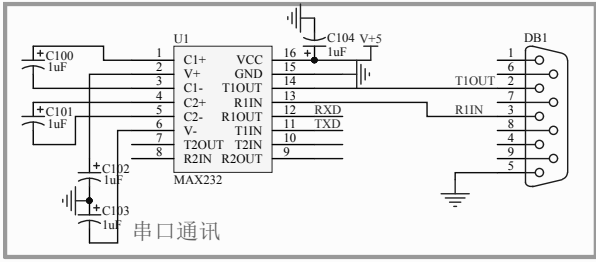 U1
C104
1uF
V+5
DB1
C100
1uF
1 C1+ VCC 16
2 V+ GND 15
3 C1- T1OUT 14
4 C2+ R1IN 13
5 C2- R1OUT 12 RXD
6 V- T1IN 11 TXD
7 T2OUT T2IN 10
8 R2IN R2OUT 9
MAX232
C101
1uF
C102
1uF
C103
1uF
T1OUT
R1IN
1
6
2
7
3
8
4
9
5
串口通讯